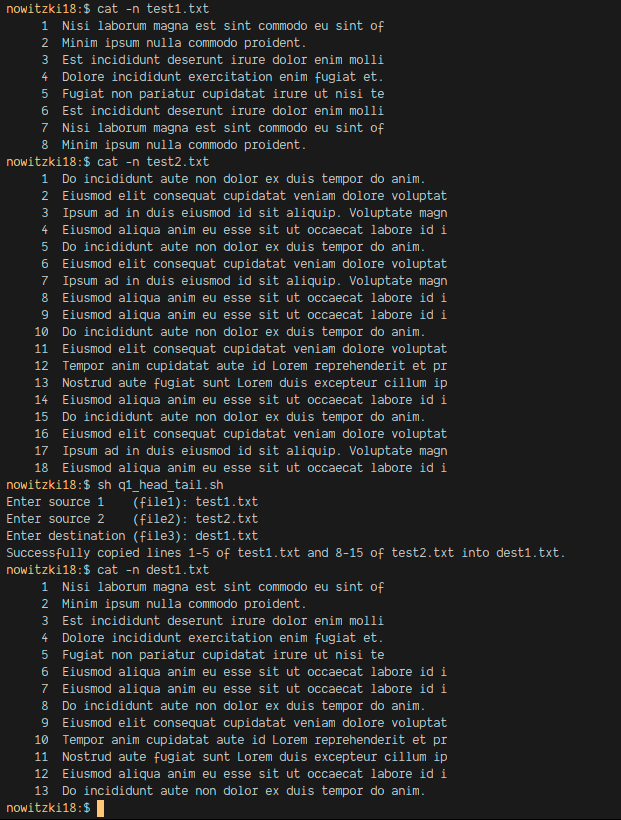 nowitzki18:$ cat -n test1.txt
     1  Nisi laborum magna est sint commodo eu sint of
     2  Minim ipsum nulla commodo proident.
     3  Est incididunt deserunt irure dolor enim molli
     4  Dolore incididunt exercitation enim fugiat et.
     5  Fugiat non pariatur cupidatat irure ut nisi te
     6  Est incididunt deserunt irure dolor enim molli
     7  Nisi laborum magna est sint commodo eu sint of
     8  Minim ipsum nulla commodo proident.
nowitzki18:$ cat -n test2.txt
     1  Do incididunt aute non dolor ex duis tempor do anim.
     2  Eiusmod elit consequat cupidatat veniam dolore voluptat
     3  Ipsum ad in duis eiusmod id sit aliquip. Voluptate magn
     4  Eiusmod aliqua anim eu esse sit ut occaecat labore id i
     5  Do incididunt aute non dolor ex duis tempor do anim.
     6  Eiusmod elit consequat cupidatat veniam dolore voluptat
     7  Ipsum ad in duis eiusmod id sit aliquip. Voluptate magn
     8  Eiusmod aliqua anim eu esse sit ut occaecat labore id i
     9  Eiusmod aliqua anim eu esse sit ut occaecat labore id i
    10  Do incididunt aute non dolor ex duis tempor do anim.
    11  Eiusmod elit consequat cupidatat veniam dolore voluptat
    12  Tempor anim cupidatat aute id Lorem reprehenderit et pr
    13  Nostrud aute fugiat sunt Lorem duis excepteur cillum ip
    14  Eiusmod aliqua anim eu esse sit ut occaecat labore id i
    15  Do incididunt aute non dolor ex duis tempor do anim.
    16  Eiusmod elit consequat cupidatat veniam dolore voluptat
    17  Ipsum ad in duis eiusmod id sit aliquip. Voluptate magn
    18  Eiusmod aliqua anim eu esse sit ut occaecat labore id i
nowitzki18:$ sh q1_head_tail.sh
Enter source 1    (file1): test1.txt
Enter source 2    (file2): test2.txt
Enter destination (file3): dest1.txt
Successfully copied lines 1-5 of test1.txt and 8-15 of test2.txt into dest1.txt.
nowitzki18:$ cat -n dest1.txt
     1  Nisi laborum magna est sint commodo eu sint of
     2  Minim ipsum nulla commodo proident.
     3  Est incididunt deserunt irure dolor enim molli
     4  Dolore incididunt exercitation enim fugiat et.
     5  Fugiat non pariatur cupidatat irure ut nisi te
     6  Eiusmod aliqua anim eu esse sit ut occaecat labore id i
     7  Eiusmod aliqua anim eu esse sit ut occaecat labore id i
     8  Do incididunt aute non dolor ex duis tempor do anim.
     9  Eiusmod elit consequat cupidatat veniam dolore voluptat
    10  Tempor anim cupidatat aute id Lorem reprehenderit et pr
    11  Nostrud aute fugiat sunt Lorem duis excepteur cillum ip
    12  Eiusmod aliqua anim eu esse sit ut occaecat labore id i
    13  Do incididunt aute non dolor ex duis tempor do anim.
nowitzki18:$